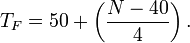 T_F = 50 + \left( \frac{N - 40}{4} \right).